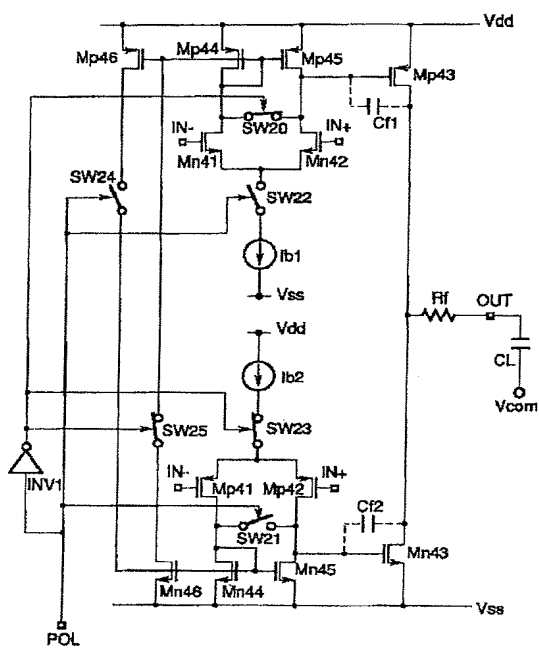 Vdd
Mp46
Mp44
Mp45
Mp43
Cf1
IN-
SW20
IN+
Mn41
Mn42
SW24
SW22
Ib1
Vss
Vdd
Rf
OUT
CL
Ib2
Vcom
SW25
SW23
INV1
IN-
IN+
Mp41
Mp42
Cf2
SW21
Mn45
Mn43
Mn46
Mn44
Vss
POL